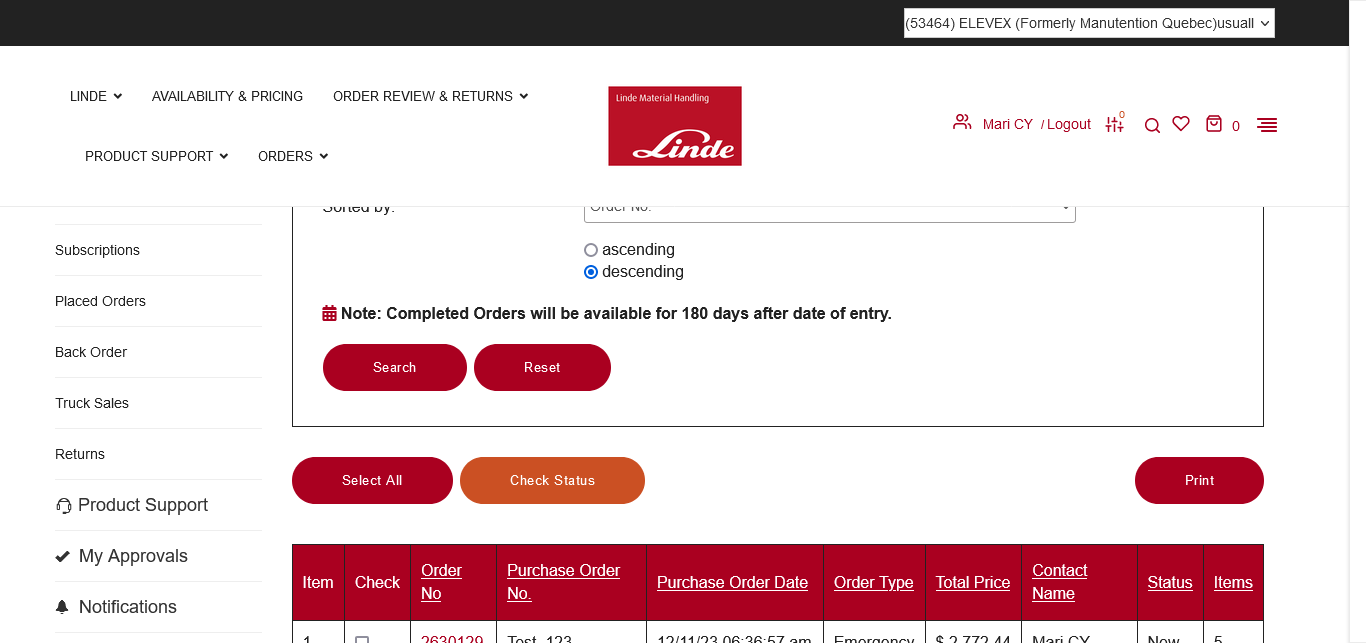 (53464) ELEVEX (Formerly Manutention Quebec)usuall
LINDE
AVAILABILITY & PRICING
ORDER REVIEW & RETURNS
PRODUCT SUPPORT
ORDERS
Linde Material Handling
Linde
Mari CY / Logout
0
0
Sorted by:
Order No.
Subscriptions
Placed Orders
Back Order
Truck Sales
Returns
Product Support
My Approvals
Notifications
ascending
descending
Note: Completed Orders will be available for 180 days after date of entry.
Search
Reset
Select All
Check Status
Print
Item
Check
Order
No
Purchase Order
No.
Purchase Order Date
Order Type
Total Price
Contact
Name
Status
Items
1
2630129
Test_123
12/11/23 06:36:57 am
Emergency
$ 2,772.44
Mari CY
New
5